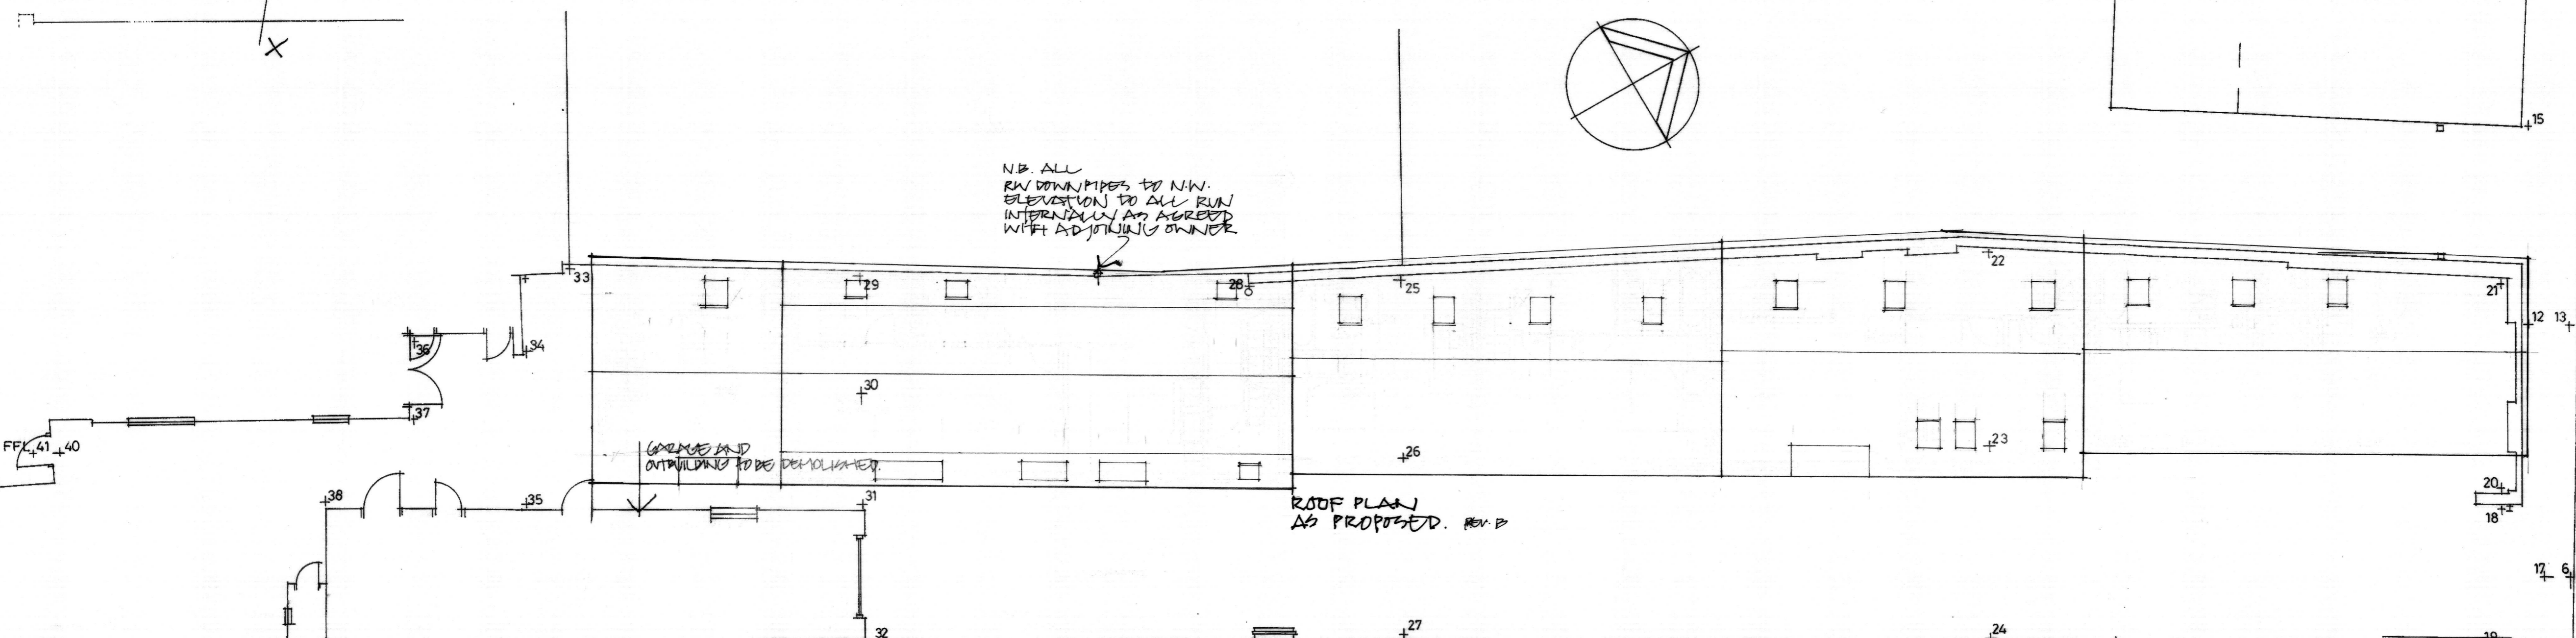 X
15
N.B. ALL
RW DOWNPIPES TO N.W.
ELEVATION TO ALL RUN
INTERNALLY AS AGREED
WITH ADJOINING OWNER
33
29
28
25
22
21
12 13
36
34
30
37
FFL 41 40
GARAGE AND
OUTBUILDING TO BE DEMOLISHED.
26
23
38
35
31
20
18
ROOF PLAN
AS PROPOSED. REV. B
17 6
32
27
24
19